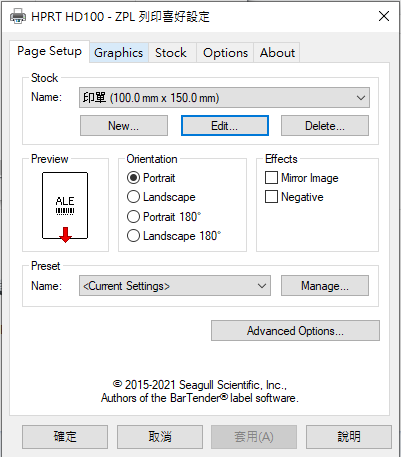 HPRT HD100 - ZPL 列印喜好設定
Page Setup Graphics Stock Options About
Stock
Name: 印單 (100.0 mm x 150.0 mm)
New... Edit... Delete...
Preview Orientation Effects
ALE
Portrait
Landscape
Portrait 180°
Landscape 180°
Mirror Image
Negative
Preset
Name: <Current Settings> Manage...
Advanced Options...
© 2015-2021 Seagull Scientific, Inc.,
Authors of the BarTender® label software.
確定 取消 套用(A) 說明